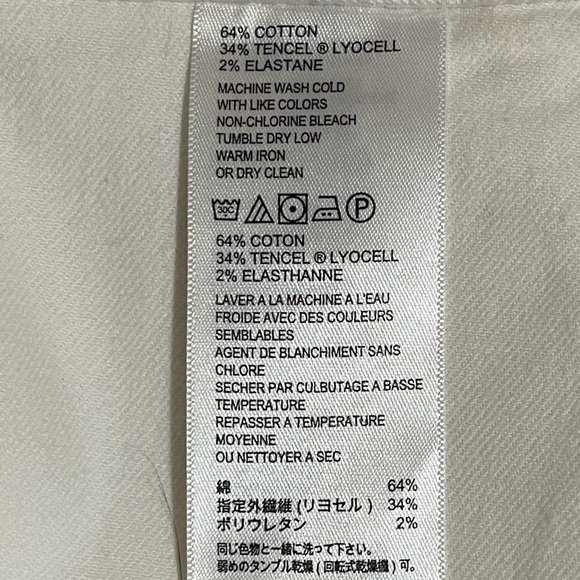 64% COTTON
34% TENCEL ® LYOCELL
2% ELASTANE
MACHINE WASH COLD
WITH LIKE COLORS
NON-CHLORINE BLEACH
TUMBLE DRY LOW
WARM IRON
OR DRY CLEAN
30C P
64% COTON
34% TENCEL ® LYOCELL
2% ELASTHANNE
LAVER A LA MACHINE A L'EAU
FROIDE AVEC DES COULEURS
SEMBLABLES
AGENT DE BLANCHIMENT SANS
CHLORE
SECHER PAR CULBUTAGE A BASSE
TEMPERATURE
REPASSER A TEMPERATURE
MOYENNE
OU NETTOYER A SEC
綿 64%
指定外繊維 (リヨセル) 34%
ポリウレタン 2%
同じ色物と一緒に洗って下さい。
弱めのタンブル乾燥 (回転式乾燥機) 可。